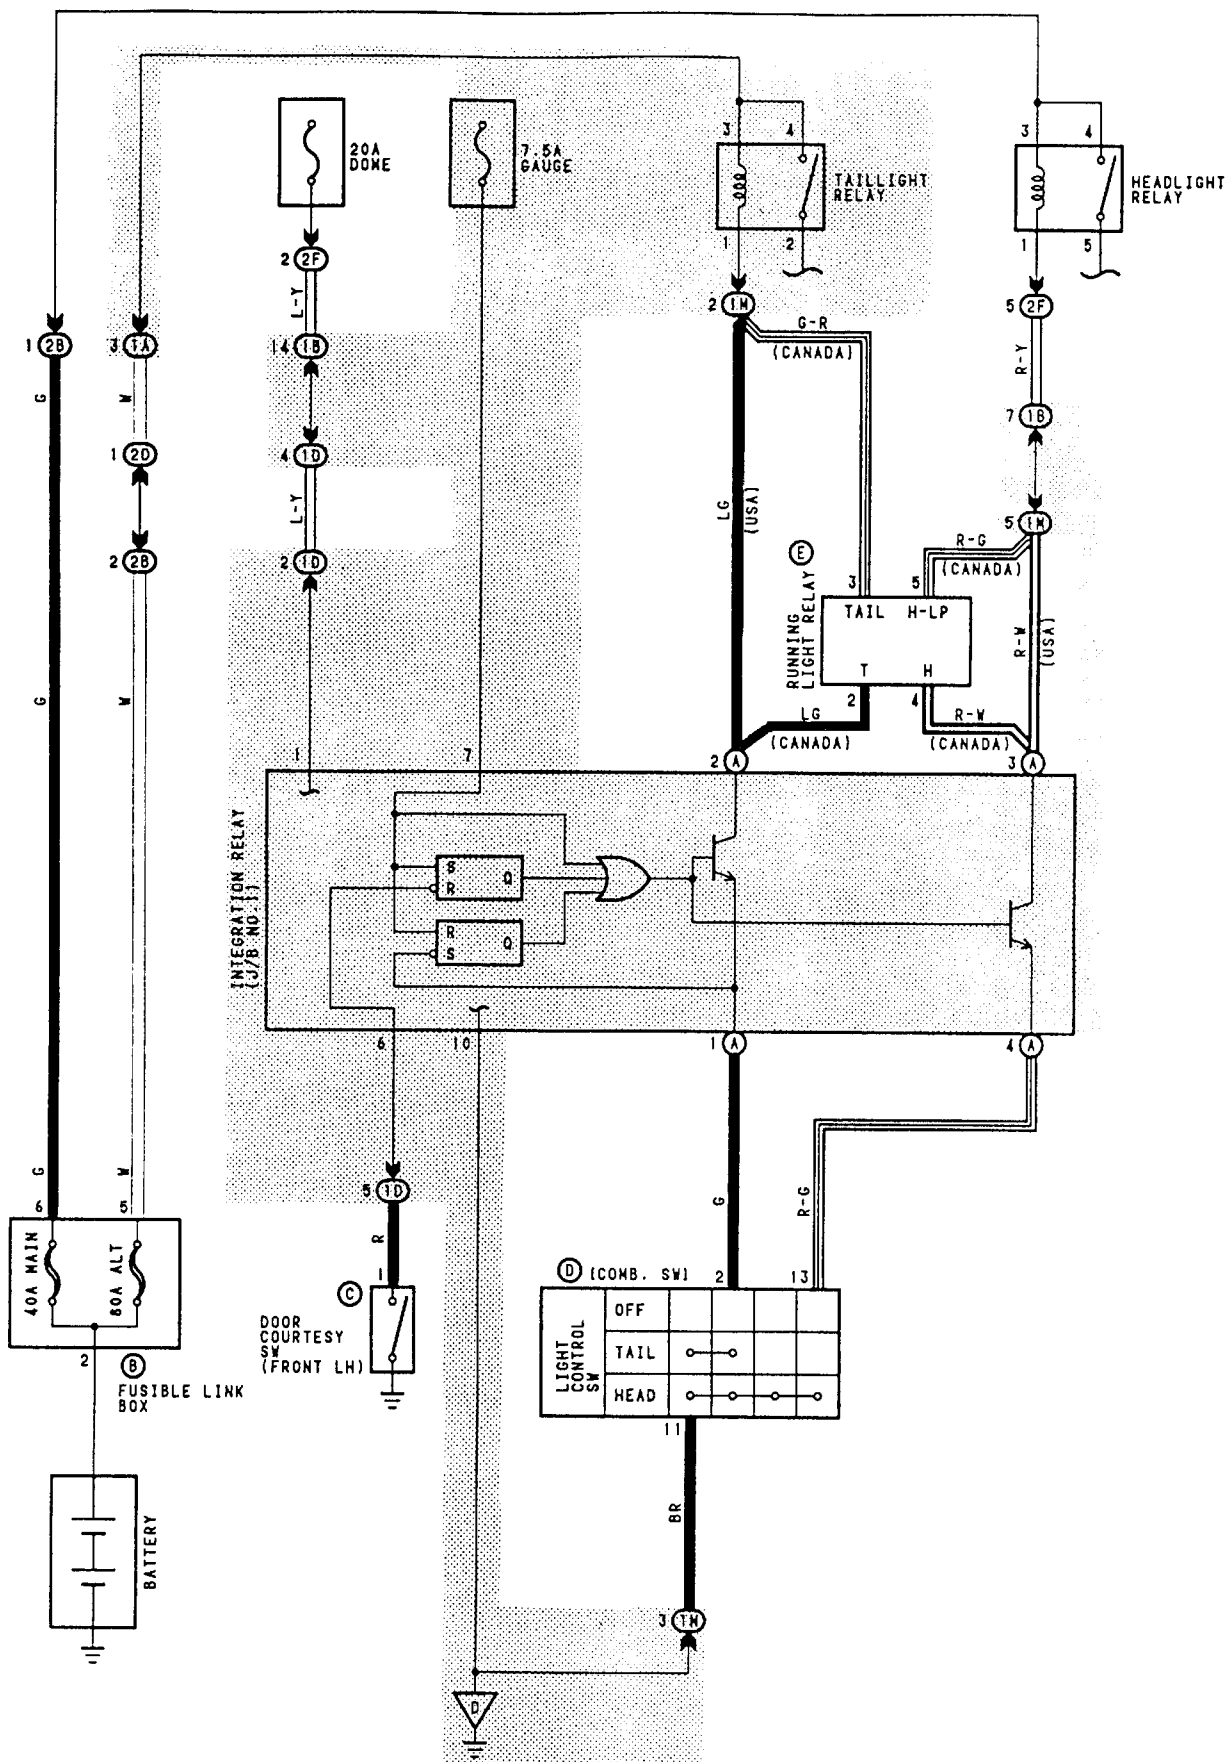 20A
DOME
7.5A
GAUGE
3
4
TAILLIGHT
RELAY
1
2
3
4
HEADLIGHT
RELAY
1
5
2
2F
L-Y
2
1M
G-R
(CANADA)
5
2F
R-Y
1
2B
3
1A
14
1B
G
W
7
1B
1
2D
4
1D
L-Y
LG
(USA)
5
1M
R-G
(CANADA)
2
2B
2
1D
E
RUNNING
LIGHT RELAY
3
5
TAIL
H-LP
T
H
2
4
R-W
(USA)
LG
(CANADA)
R-W
(CANADA)
G
W
1
7
2
A
3
A
INTEGRATION RELAY
(J/B NO.1)
S
R
Q
R
S
Q
6
10
1
A
4
A
5
1D
R
G
R-G
G
W
6
5
40A MAIN
80A ALT
2
B
FUSIBLE LINK
BOX
C
1
DOOR
COURTESY
SW
(FRONT LH)
D
(COMB. SW)
2
13
LIGHT
CONTROL
SW
OFF
TAIL
HEAD
11
BR
BATTERY
3
1M
D